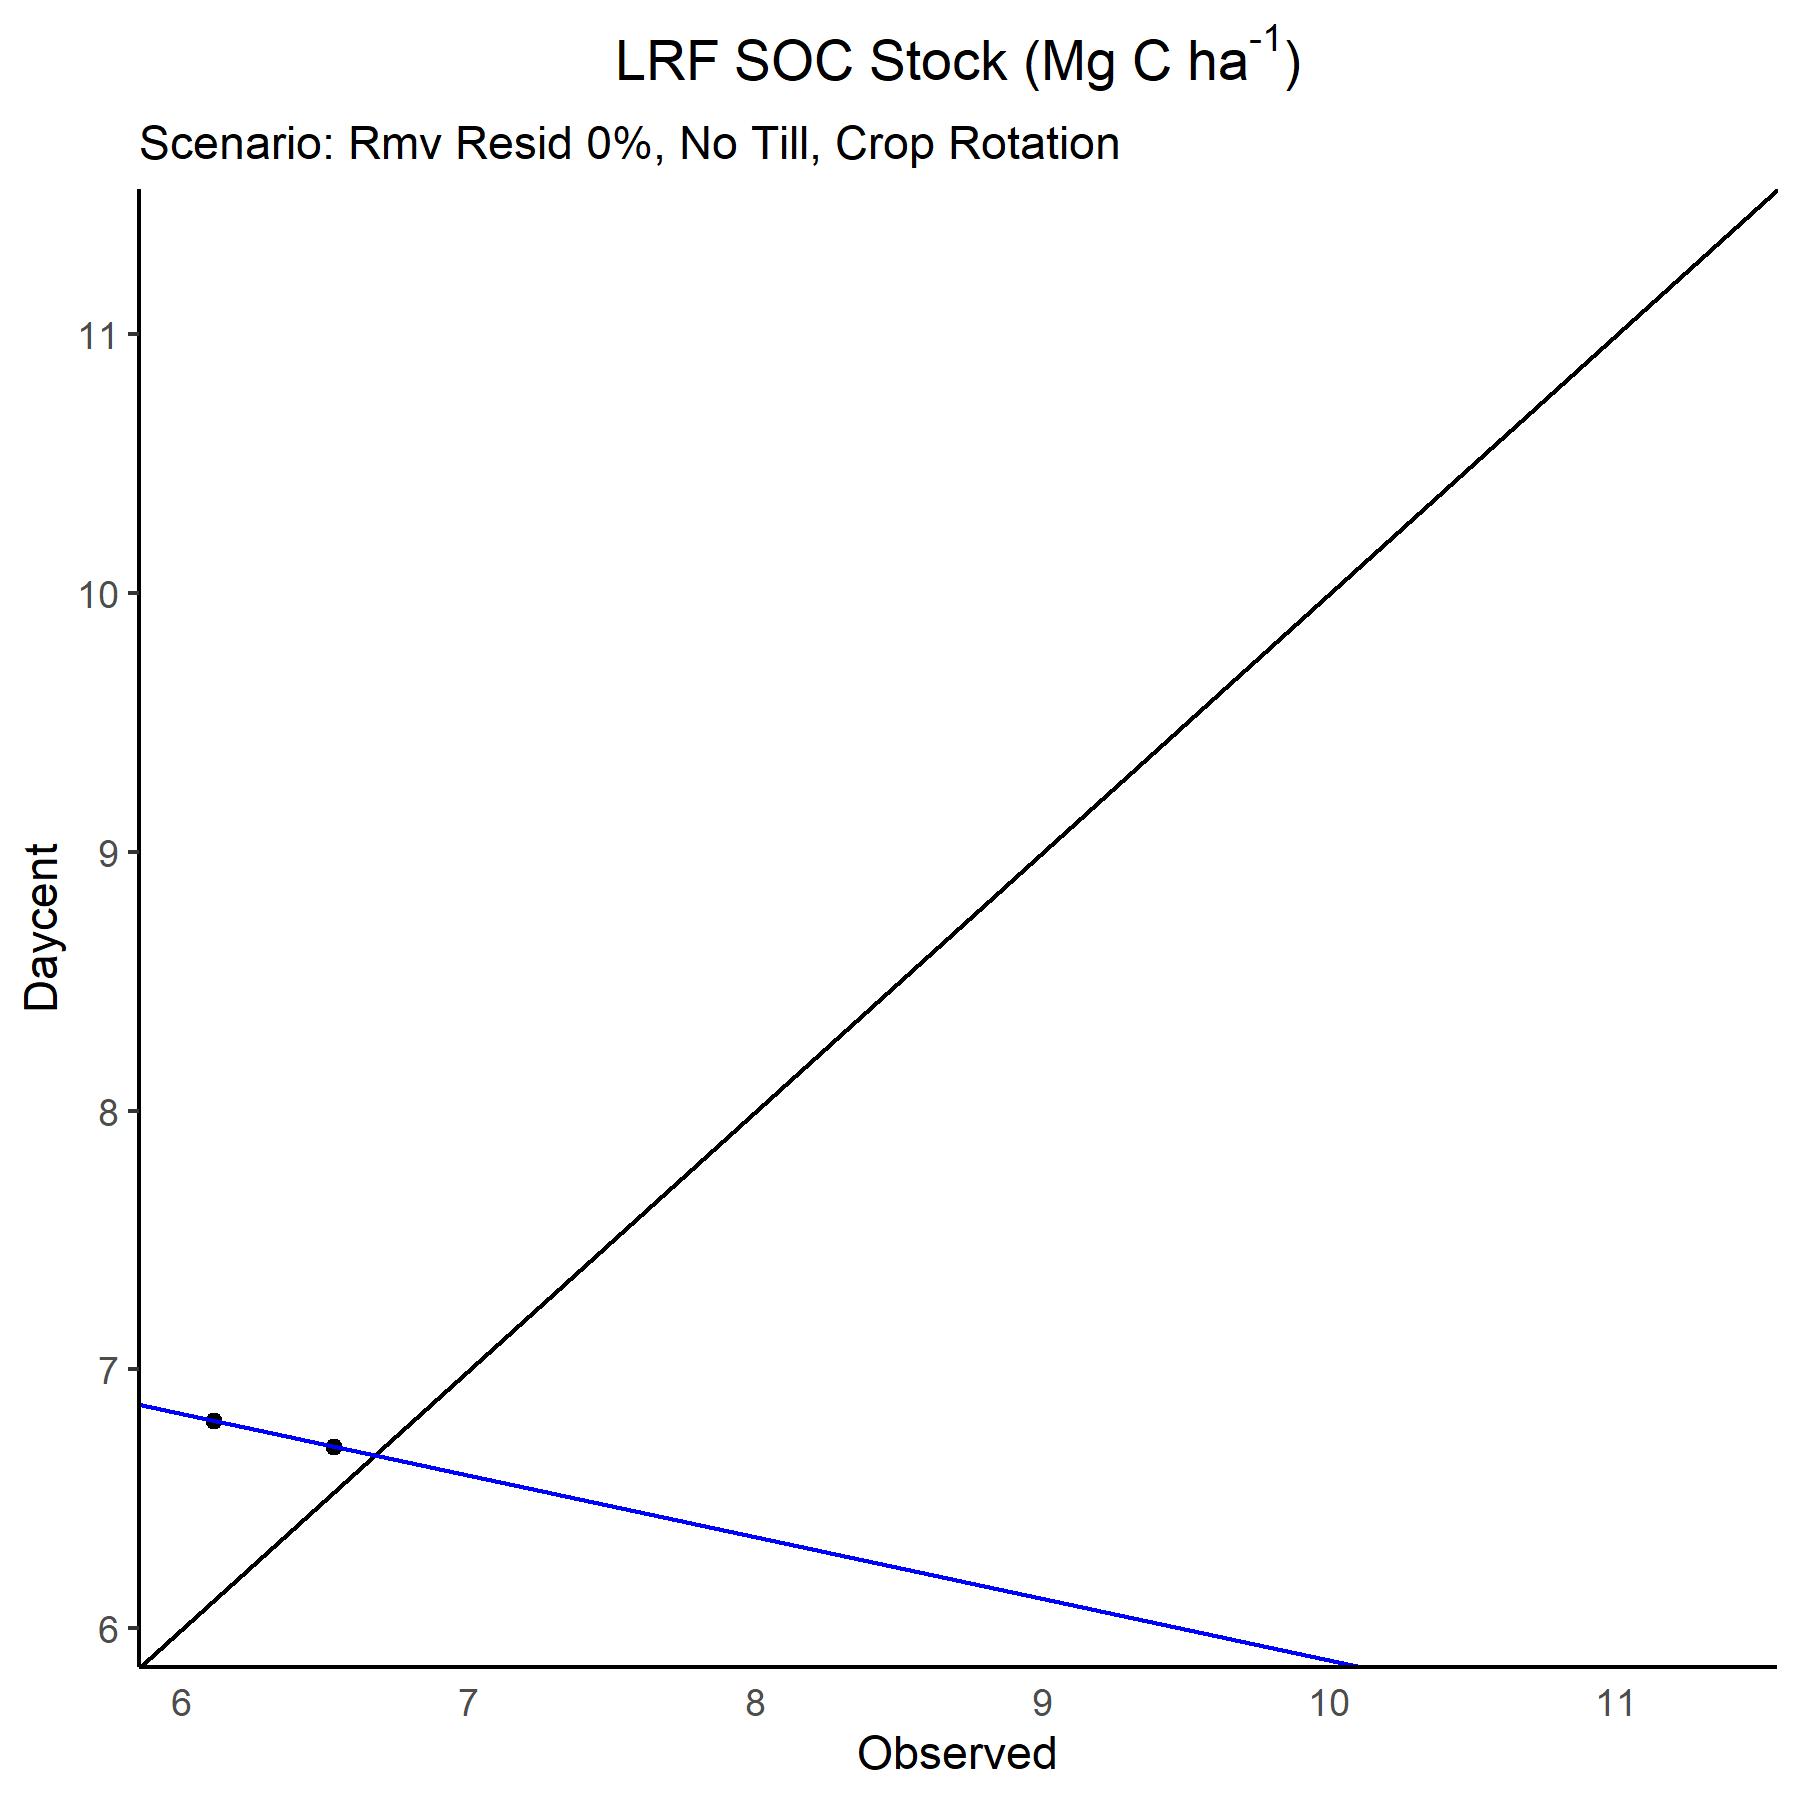 LRF SOC Stock (Mg C ha⁻¹)
Scenario: Rmv Resid 0%, No Till, Crop Rotation
11
10
9
8
7
6
Daycent
6 7 8 9 10 11
Observed